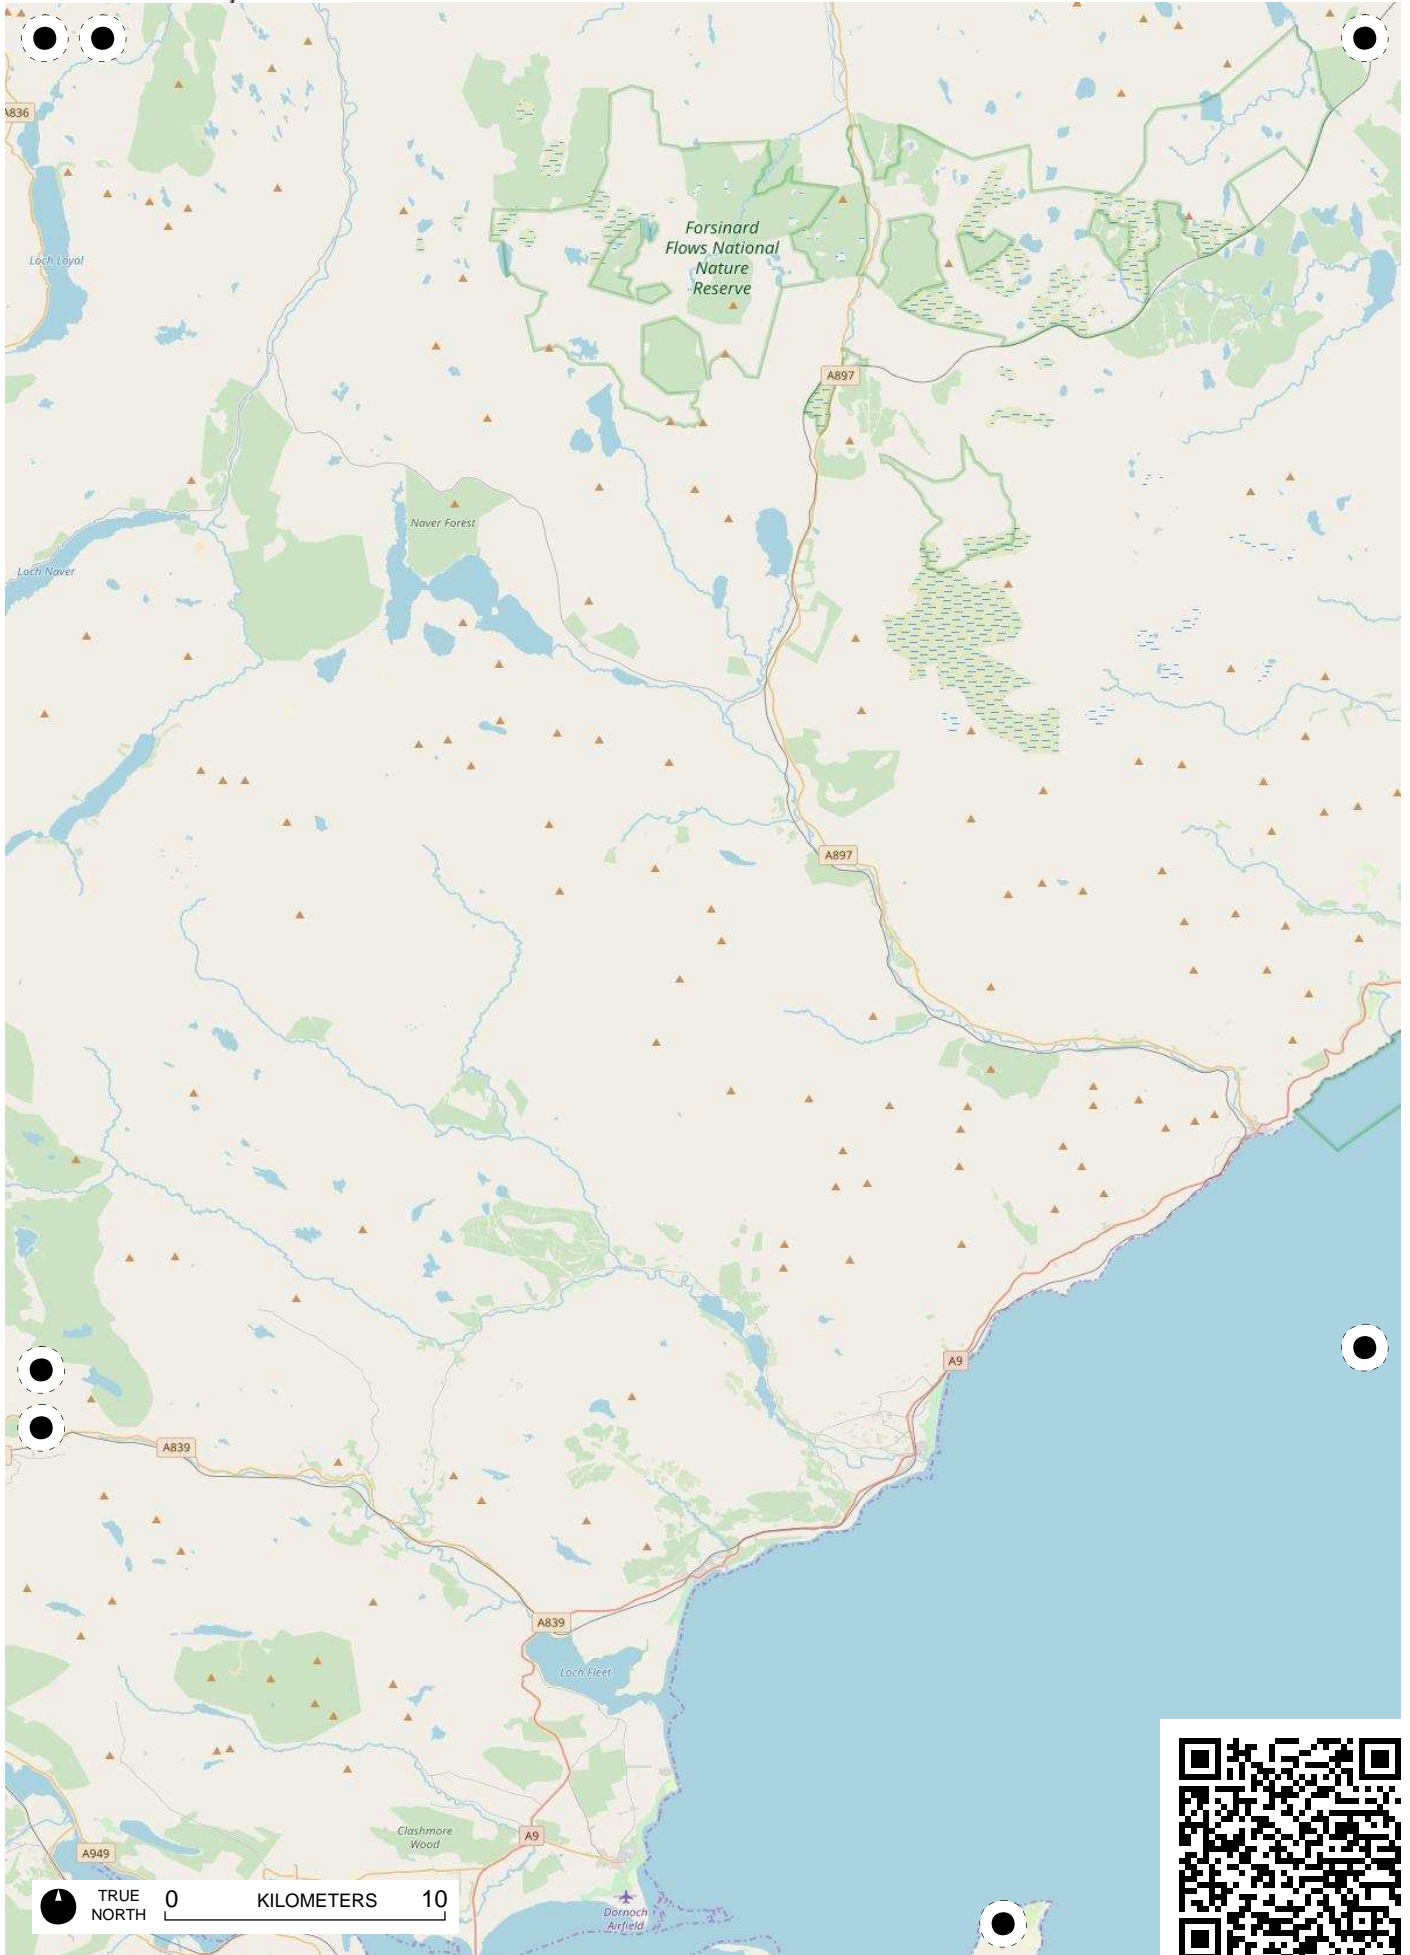 A836
Loch Loyal
Forsinard
Flows National
Nature
Reserve
A897
Naver Forest
Loch Naver
A897
A9
A839
A839
Loch Fleet
Clashmore
Wood
A9
A949
TRUE
NORTH
0 KILOMETERS 10
Dornoch
Airfield